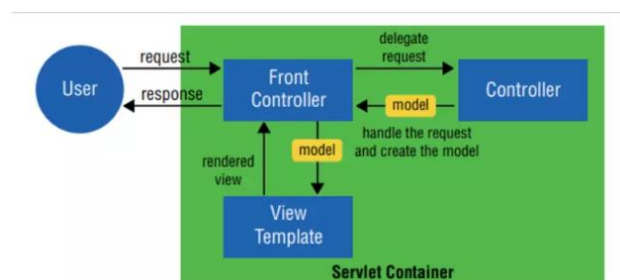 request
response
User
Front
Controller
delegate
request
model
handle the request
and create the model
Controller
model
rendered
view
View
Template
Servlet Container